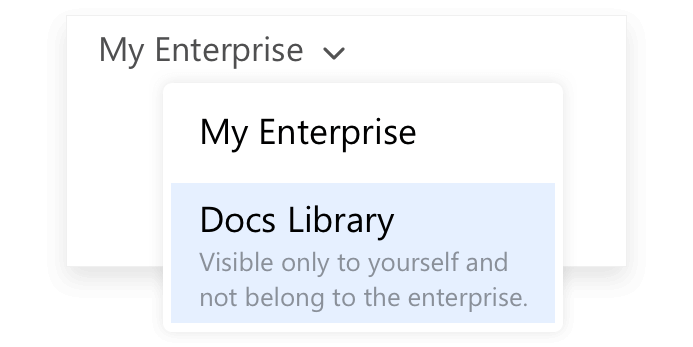 My Enterprise
My Enterprise
Docs Library
Visible only to yourself and
not belong to the enterprise.